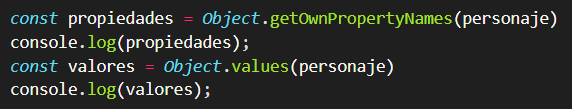 const propiedades = Object.getOwnPropertyNames(personaje)
console.log(propiedades);
const valores = Object.values(personaje)
console.log(valores);